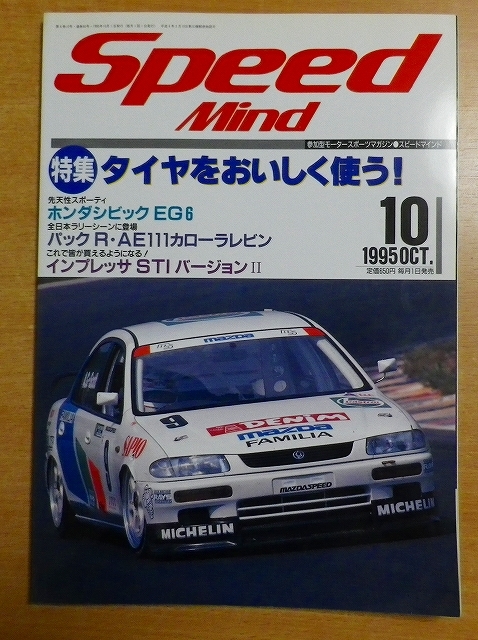 Speed
Mind
参加型モータースポーツマガジン●スピードマインド
特集 タイヤをおいしく使う!
先天性スポーティ
ホンダシビック EG6
全日本ラリーシーンに登場
バックR・AE111カローラレビン
これで皆が買えるようになる!
インプレッサ STI バージョンII
10
1995 OCT.
定価650円 毎月1日発売
mazda
9
DENIM
mazda
FAMILIA
SAPIO
9
MAZDASPEED
MICHELIN
MICHELIN